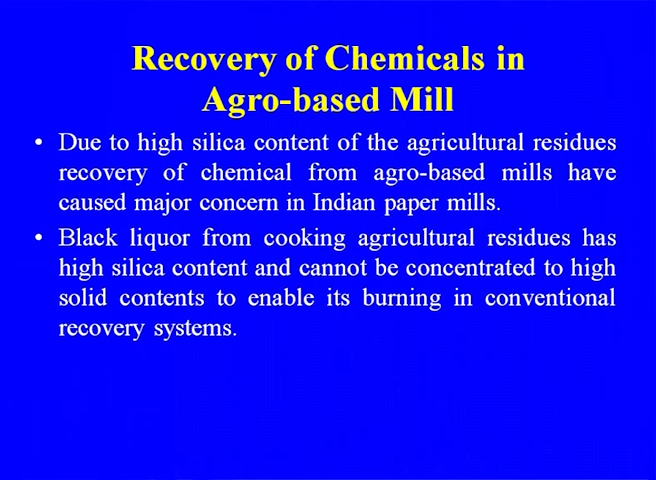 Recovery of Chemicals in
Agro-based Mill
• Due to high silica content of the agricultural residues
recovery of chemical from agro-based mills have
caused major concern in Indian paper mills.
• Black liquor from cooking agricultural residues has
high silica content and cannot be concentrated to high
solid contents to enable its burning in conventional
recovery systems.